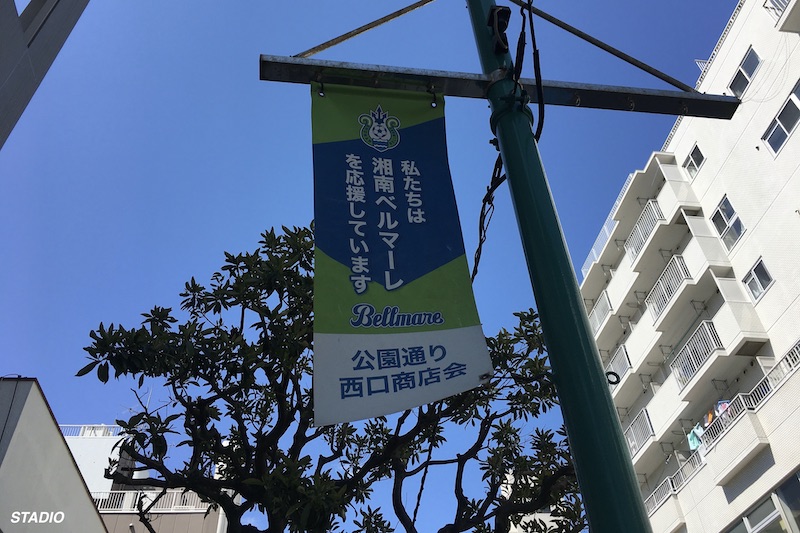 私たちは
湘南ベルマーレ
を応援しています
Bellmare
公園通り
西口商店会
STADIO